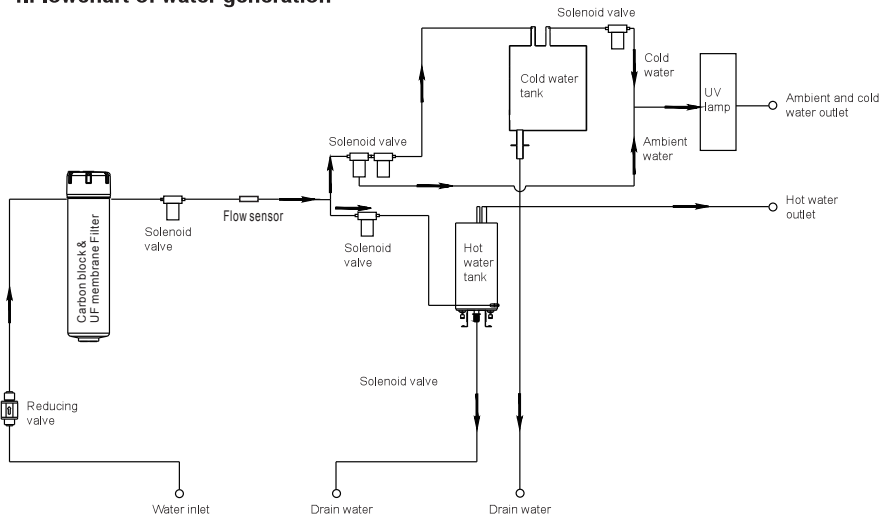 Flowchart of water generation
Solenoid valve
Cold water
tank
Cold
water
UV
lamp
Ambient and cold
water outlet
Solenoid valve
Ambient
water
Hot water
outlet
Carbon block &
UF membrane Filter
Solenoid
valve
Flow sensor
Solenoid
valve
Hot
water
tank
Solenoid valve
Reducing
valve
Water inlet
Drain water
Drain water